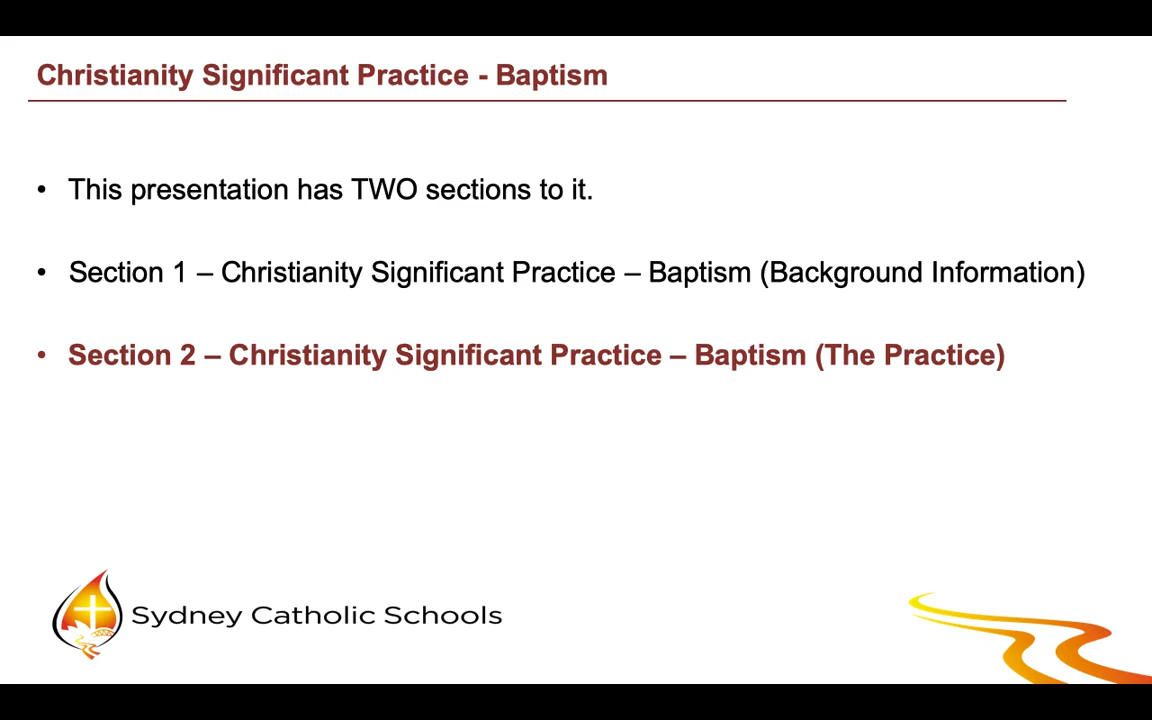 Christianity Significant Practice - Baptism
• This presentation has TWO sections to it.
• Section 1 – Christianity Significant Practice – Baptism (Background Information)
• Section 2 – Christianity Significant Practice – Baptism (The Practice)
Sydney Catholic Schools